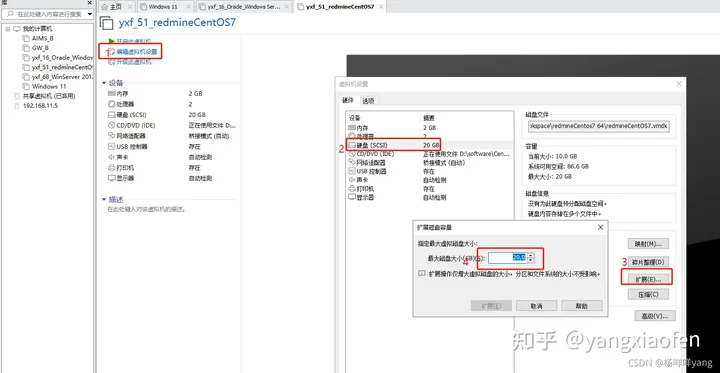 库
在此处键入内容进行搜索
我的计算机
AIMS_B
GW_B
yxf_16_Oracle_Window
yxf_51_redmineCentOS
yxf_68_WinServer 2012
Windows 11
共享虚拟机 (已弃用)
192.168.11.5
主页
Windows 11
yxf_16_Oracle_Windows Ser...
yxf_51_redmineCentOS7
yxf_51_redmineCentOS7
开启此虚拟机
1
编辑虚拟机设置
升级此虚拟机
设备
内存 2 GB
处理器 2
硬盘 (SCSI) 20 GB
CD/DVD (IDE) 正在使用文件 D:
网络适配器 桥接模式 (自动)
USB 控制器 存在
声卡 自动检测
打印机 存在
显示器 自动检测
描述
在此处键入对该虚拟机的描述。
虚拟机设置
硬件 选项
设备 摘要
内存 2 GB
处理器 2
2
硬盘 (SCSI) 20 GB
CD/DVD (IDE) 正在使用文件 D:\software\Cen...
网络适配器 桥接模式 (自动)
USB 控制器 存在
声卡 自动检测
打印机 存在
显示器 自动检测
磁盘文件
kspace\redmineCentos7 64\redmineCentOS7.vmdk
容量
当前大小: 10.0 GB
系统可用空间: 86.6 GB
最大大小: 20 GB
磁盘信息
没有为此硬盘预分配磁盘空间。
硬盘内容存储在多个文件中。
映射(M)...
碎片整理(D)
3
扩展(E)...
压缩(C)
高级(V)...
扩展磁盘容量
指定最大虚拟磁盘大小:
4
最大磁盘大小(GB)(S): 20.0
扩展操作仅增大虚拟磁盘的大小，分区和文件系统的大小不受影响。
扩展(E) 取消 帮助
知乎 @yangxiaofen
CSDN @杨咩咩yang